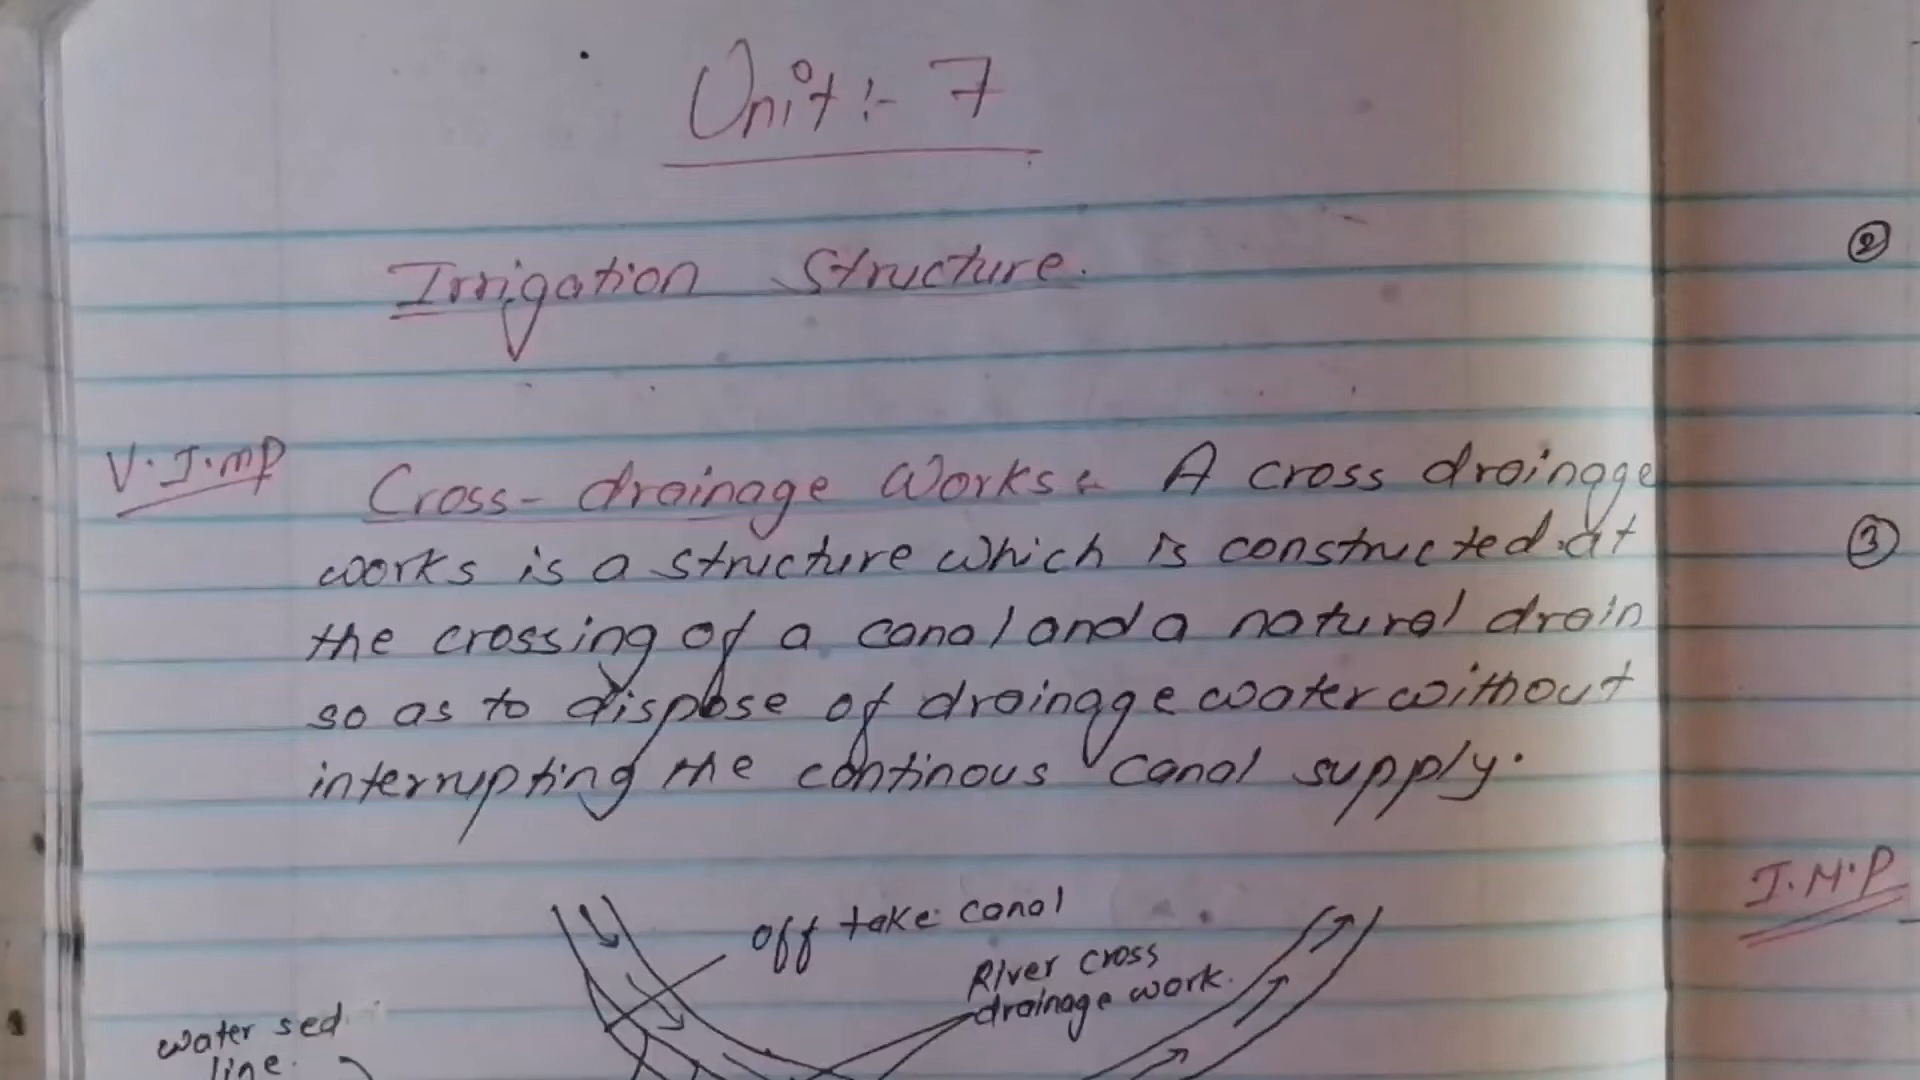 Unit :- 7
Irrigation Structure.
V.Imp
Cross-drainage Works :- A cross drainage
works is a structure which is constructed at
the crossing of a canal and a natural drain
so as to dispose of drainage water without
interrupting the continous canal supply.
off take canal
River cross
drainage work.
water sed
line.
②
③
I.M.P